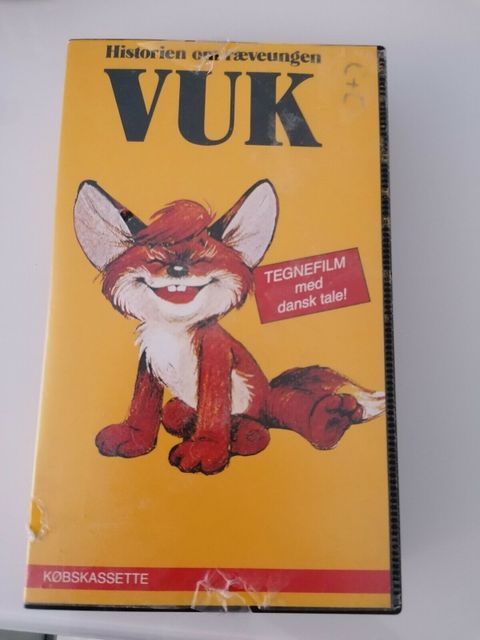 Historien om ræveungen
VUK
C+C
TEGNEFILM
med
dansk tale!
KØBSKASSETTE